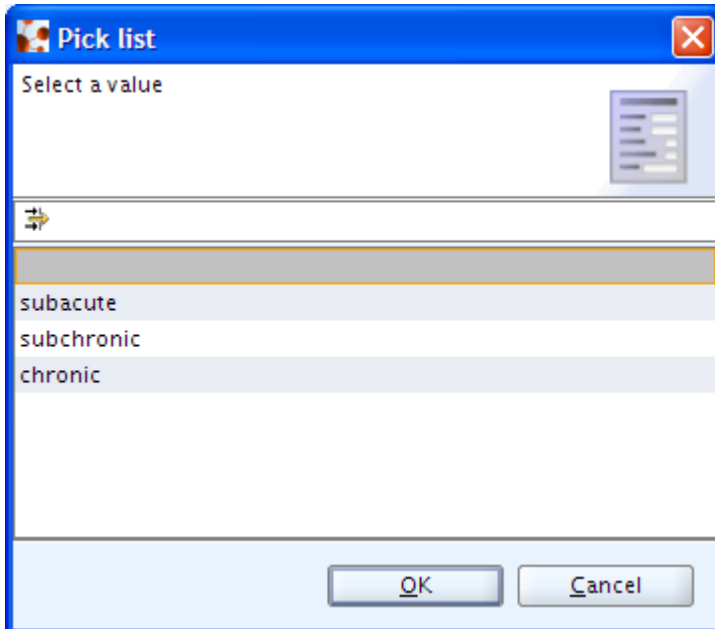 Pick list
Select a value
subacute
subchronic
chronic
OK
Cancel